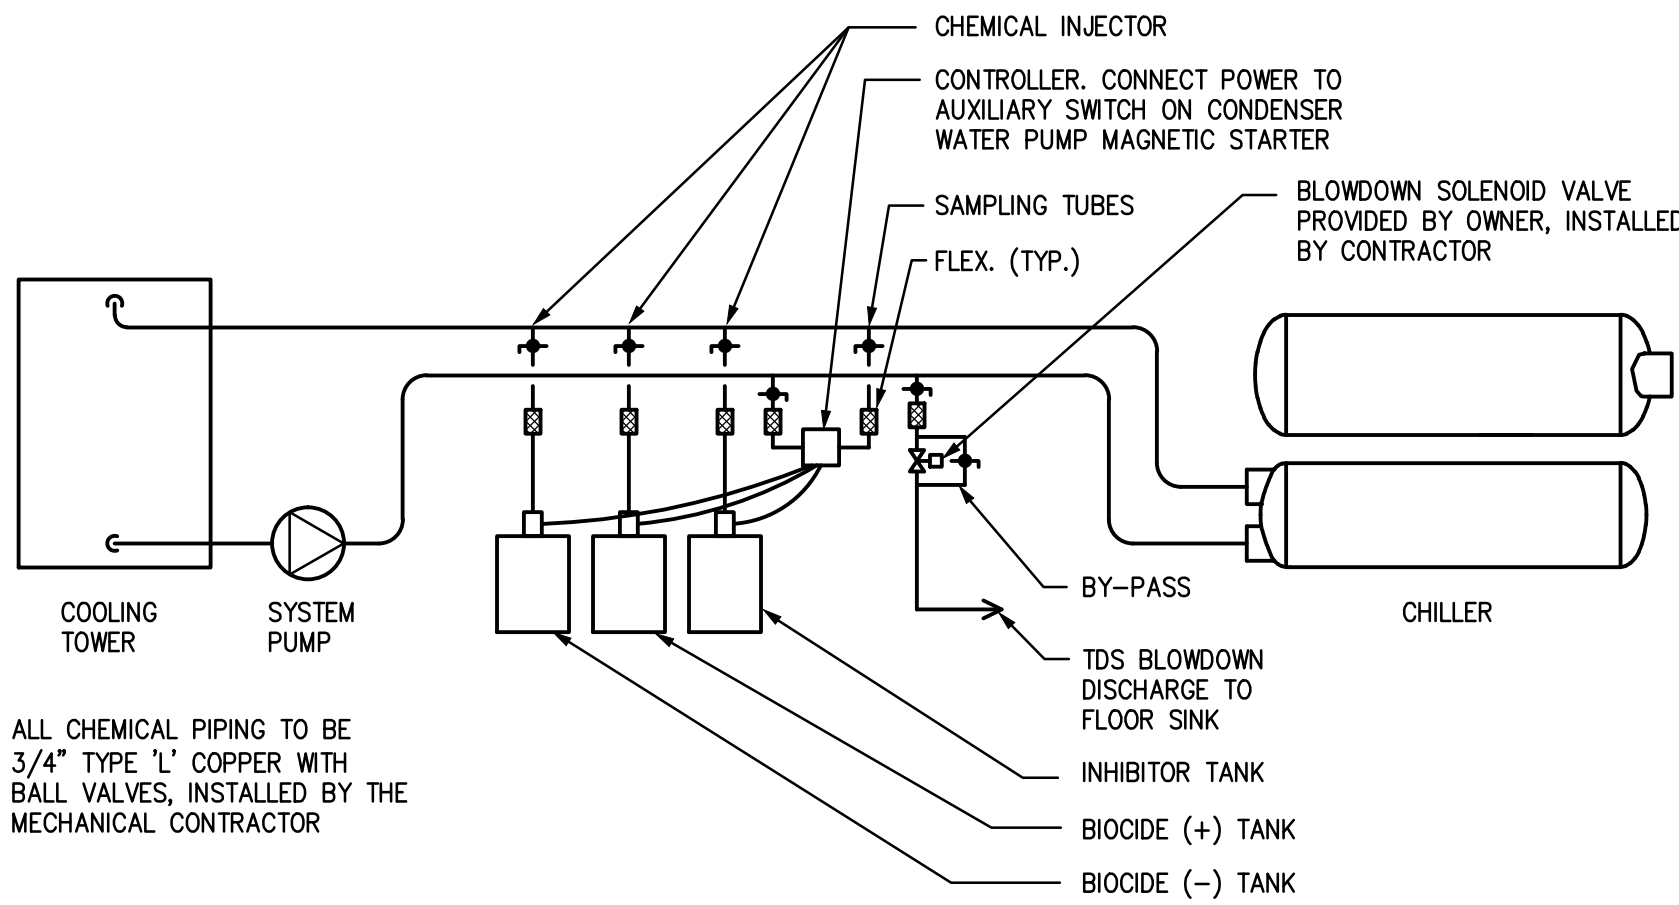 CHEMICAL INJECTOR
CONTROLLER. CONNECT POWER TO
AUXILIARY SWITCH ON CONDENSER
WATER PUMP MAGNETIC STARTER
SAMPLING TUBES
FLEX. (TYP.)
BLOWDOWN SOLENOID VALVE
PROVIDED BY OWNER, INSTALLED
BY CONTRACTOR
COOLING
TOWER
SYSTEM
PUMP
BY-PASS
CHILLER
TDS BLOWDOWN
DISCHARGE TO
FLOOR SINK
INHIBITOR TANK
BIOCIDE (+) TANK
BIOCIDE (-) TANK
ALL CHEMICAL PIPING TO BE
3/4" TYPE 'L' COPPER WITH
BALL VALVES, INSTALLED BY THE
MECHANICAL CONTRACTOR